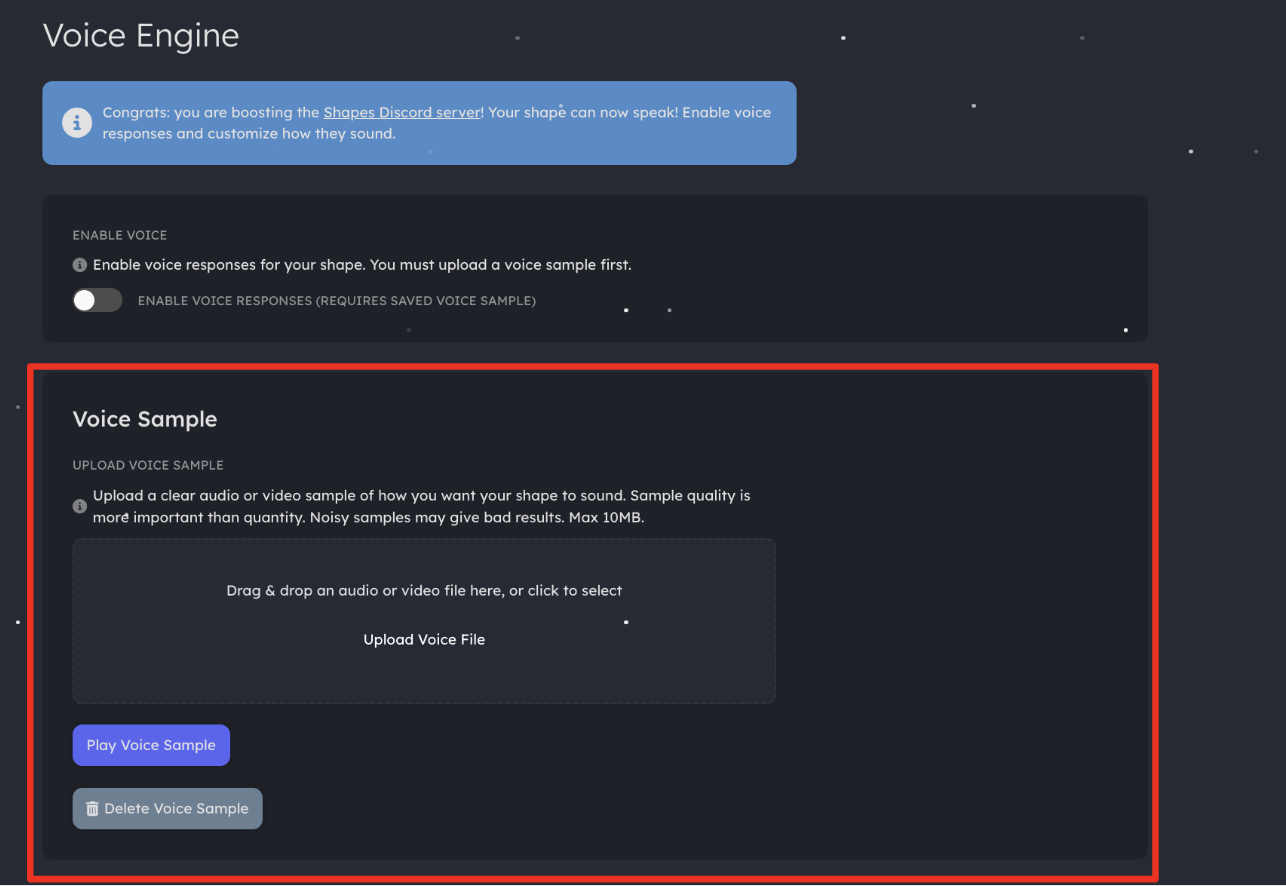 Voice Engine
Congrats: you are boosting the Shapes Discord server! Your shape can now speak! Enable voice
responses and customize how they sound.
ENABLE VOICE
Enable voice responses for your shape. You must upload a voice sample first.
ENABLE VOICE RESPONSES (REQUIRES SAVED VOICE SAMPLE)
Voice Sample
UPLOAD VOICE SAMPLE
Upload a clear audio or video sample of how you want your shape to sound. Sample quality is
more important than quantity. Noisy samples may give bad results. Max 10MB.
Drag & drop an audio or video file here, or click to select
Upload Voice File
Play Voice Sample
Delete Voice Sample